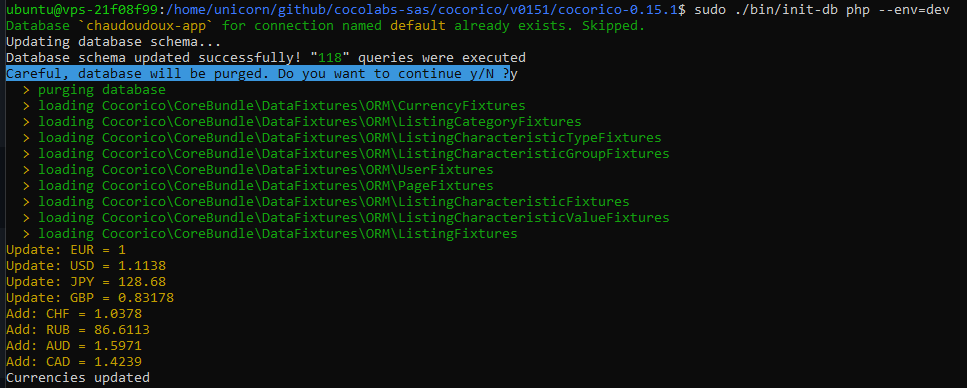 ubuntu@vps-21f08f99:/home/unicorn/github/cocolabs-sas/cocorico/v0151/cocorico-0.15.1$ sudo ./bin/init-db php --env=dev
Database `chaudoudoux-app` for connection named default already exists. Skipped.
Updating database schema...
Database schema updated successfully! "118" queries were executed
Careful, database will be purged. Do you want to continue y/N ?y
  > purging database
  > loading Cocorico\CoreBundle\DataFixtures\ORM\CurrencyFixtures
  > loading Cocorico\CoreBundle\DataFixtures\ORM\ListingCategoryFixtures
  > loading Cocorico\CoreBundle\DataFixtures\ORM\ListingCharacteristicTypeFixtures
  > loading Cocorico\CoreBundle\DataFixtures\ORM\ListingCharacteristicGroupFixtures
  > loading Cocorico\CoreBundle\DataFixtures\ORM\UserFixtures
  > loading Cocorico\CoreBundle\DataFixtures\ORM\PageFixtures
  > loading Cocorico\CoreBundle\DataFixtures\ORM\ListingCharacteristicFixtures
  > loading Cocorico\CoreBundle\DataFixtures\ORM\ListingCharacteristicValueFixtures
  > loading Cocorico\CoreBundle\DataFixtures\ORM\ListingFixtures
Update: EUR = 1
Update: USD = 1.1138
Update: JPY = 128.68
Update: GBP = 0.83178
Add: CHF = 1.0378
Add: RUB = 86.6113
Add: AUD = 1.5971
Add: CAD = 1.4239
Currencies updated